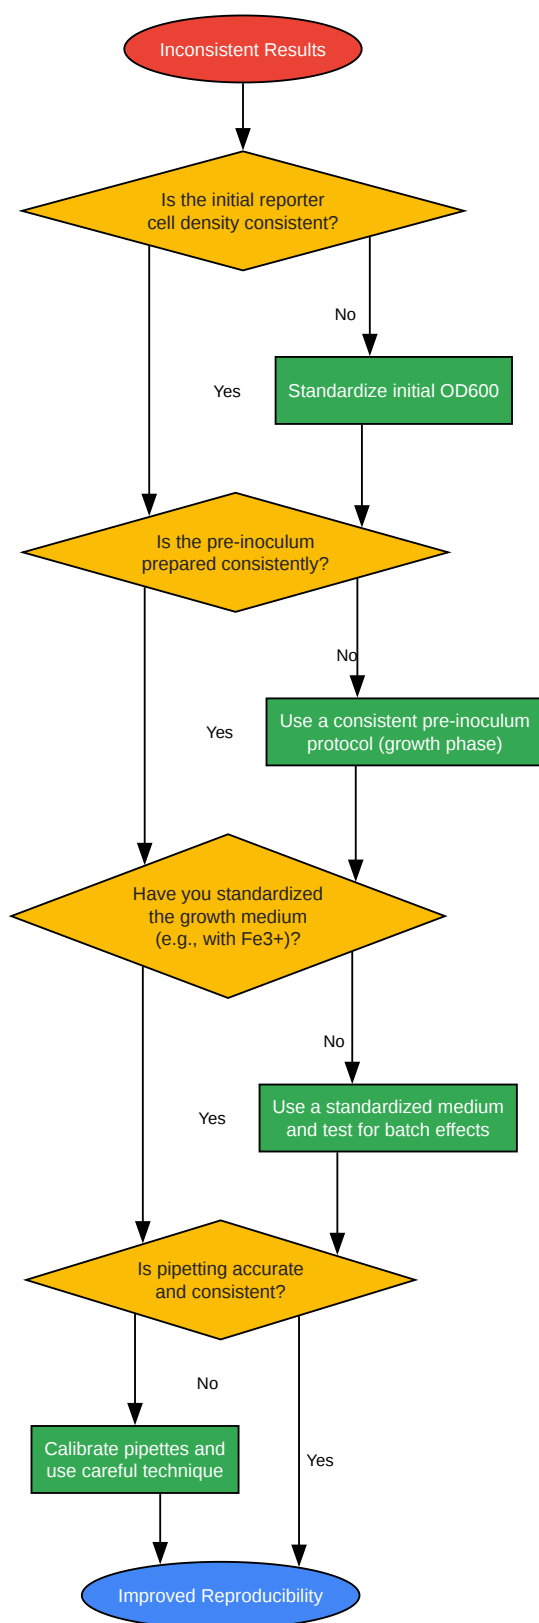 Inconsistent Results
Is the initial reporter
cell density consistent?
No
Yes
Standardize initial OD600
Is the pre-inoculum
prepared consistently?
No
Yes
Use a consistent pre-inoculum
protocol (growth phase)
Have you standardized
the growth medium
(e.g., with Fe3+)?
No
Yes
Use a standardized medium
and test for batch effects
Is pipetting accurate
and consistent?
No
Calibrate pipettes and
use careful technique
Yes
Improved Reproducibility